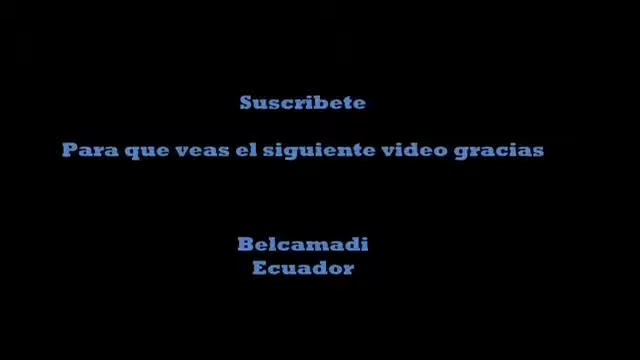 Suscribete
Para que veas el siguiente video gracias
Belcamadi
Ecuador